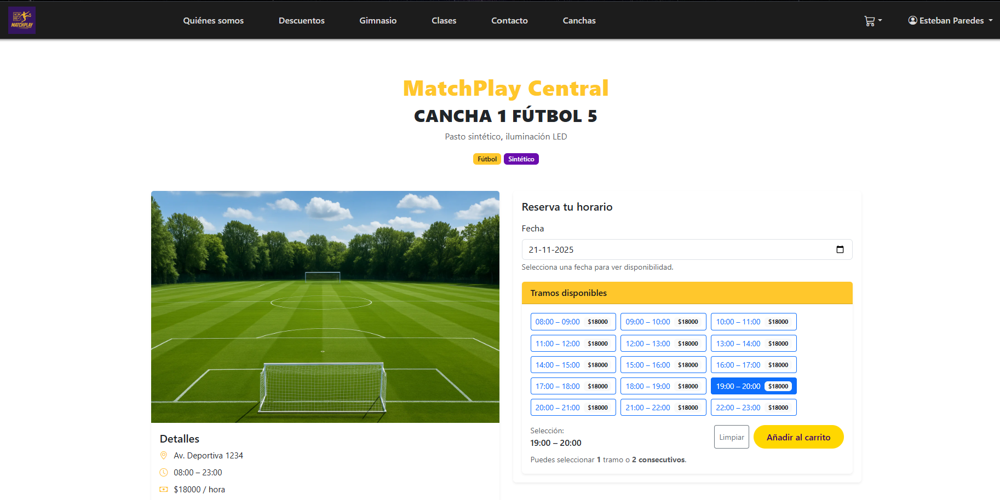 MATCHPLAY
Quiénes somos
Descuentos
Gimnasio
Clases
Contacto
Canchas
Esteban Paredes
MatchPlay Central
CANCHA 1 FÚTBOL 5
Pasto sintético, iluminación LED
Fútbol
Sintético
Detalles
Av. Deportiva 1234
08:00 – 23:00
$18000 / hora
Reserva tu horario
Fecha
21-11-2025
Selecciona una fecha para ver disponibilidad.
Tramos disponibles
08:00 – 09:00 $18000
09:00 – 10:00 $18000
10:00 – 11:00 $18000
11:00 – 12:00 $18000
12:00 – 13:00 $18000
13:00 – 14:00 $18000
14:00 – 15:00 $18000
15:00 – 16:00 $18000
16:00 – 17:00 $18000
17:00 – 18:00 $18000
18:00 – 19:00 $18000
19:00 – 20:00 $18000
20:00 – 21:00 $18000
21:00 – 22:00 $18000
22:00 – 23:00 $18000
Selección:
19:00 – 20:00
Limpiar
Añadir al carrito
Puedes seleccionar 1 tramo o 2 consecutivos.